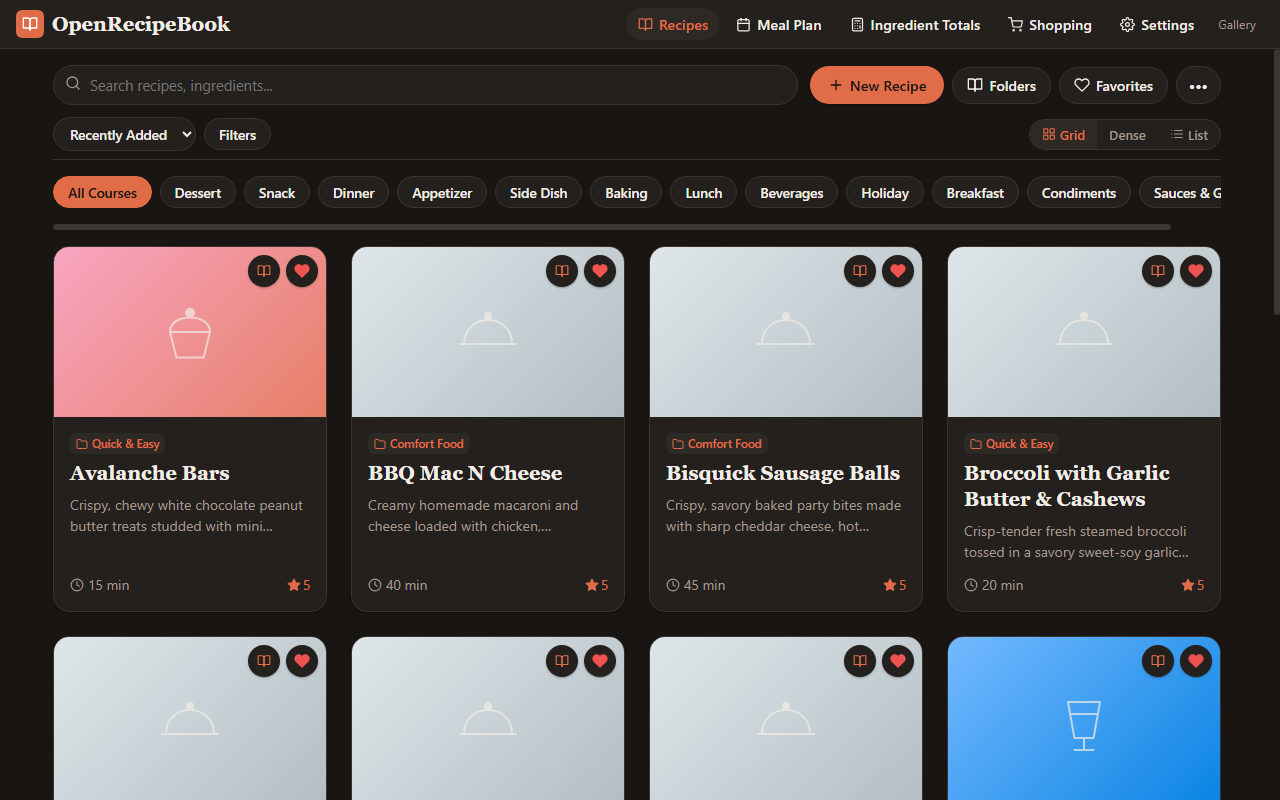 OpenRecipeBook
Recipes
Meal Plan
Ingredient Totals
Shopping
Settings
Gallery
Search recipes, ingredients...
New Recipe
Folders
Favorites
Recently Added
Filters
Grid
Dense
List
All Courses
Dessert
Snack
Dinner
Appetizer
Side Dish
Baking
Lunch
Beverages
Holiday
Breakfast
Condiments
Sauces & G
Quick & Easy
Avalanche Bars
Crispy, chewy white chocolate peanut
butter treats studded with mini...
15 min
5
Comfort Food
BBQ Mac N Cheese
Creamy homemade macaroni and
cheese loaded with chicken,...
40 min
5
Comfort Food
Bisquick Sausage Balls
Crispy, savory baked party bites made
with sharp cheddar cheese, hot...
45 min
5
Quick & Easy
Broccoli with Garlic
Butter & Cashews
Crisp-tender fresh steamed broccoli
tossed in a savory sweet-soy garlic...
20 min
5